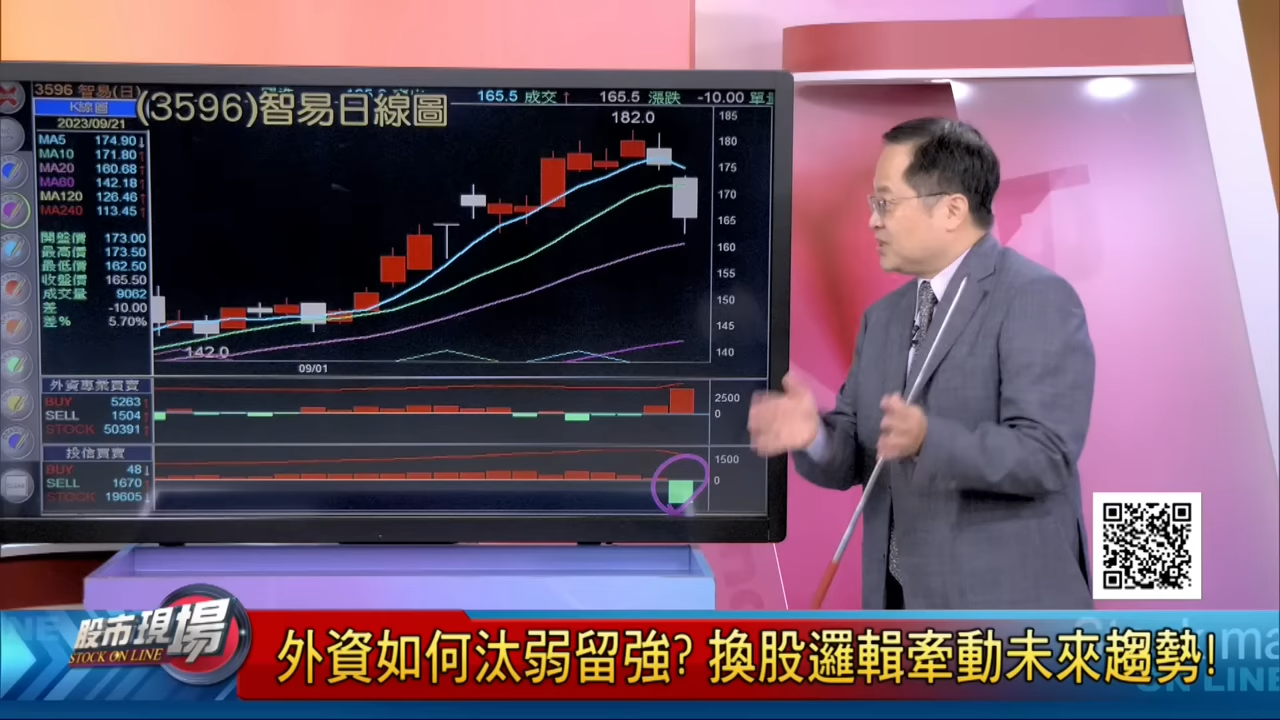 3596 智易(日)
(3596)智易日線圖
165.5 成交↑ 165.5 漲跌 -10.00 單量
K線圖
2023/09/21
MA5 174.90↓
MA10 171.80↑
MA20 160.68↑
MA60 142.18↑
MA120 126.46↑
MA240 113.45↑
開盤價 173.00
最高價 173.50
最低價 162.50
收盤價 165.50
成交量 9062
差 -10.00
差% 5.70%
182.0
142.0
09/01
185
180
175
170
165
160
155
150
145
140
外資專業買賣
BUY 5263↑
SELL 1504↑
STOCK 50391↑
2500
0
投信買賣
BUY 48↓
SELL 1670↑
STOCK 19605↓
1500
0
CLEAR
股市現場
STOCK ON LINE
外資如何汰弱留強? 換股邏輯牽動未來趨勢!